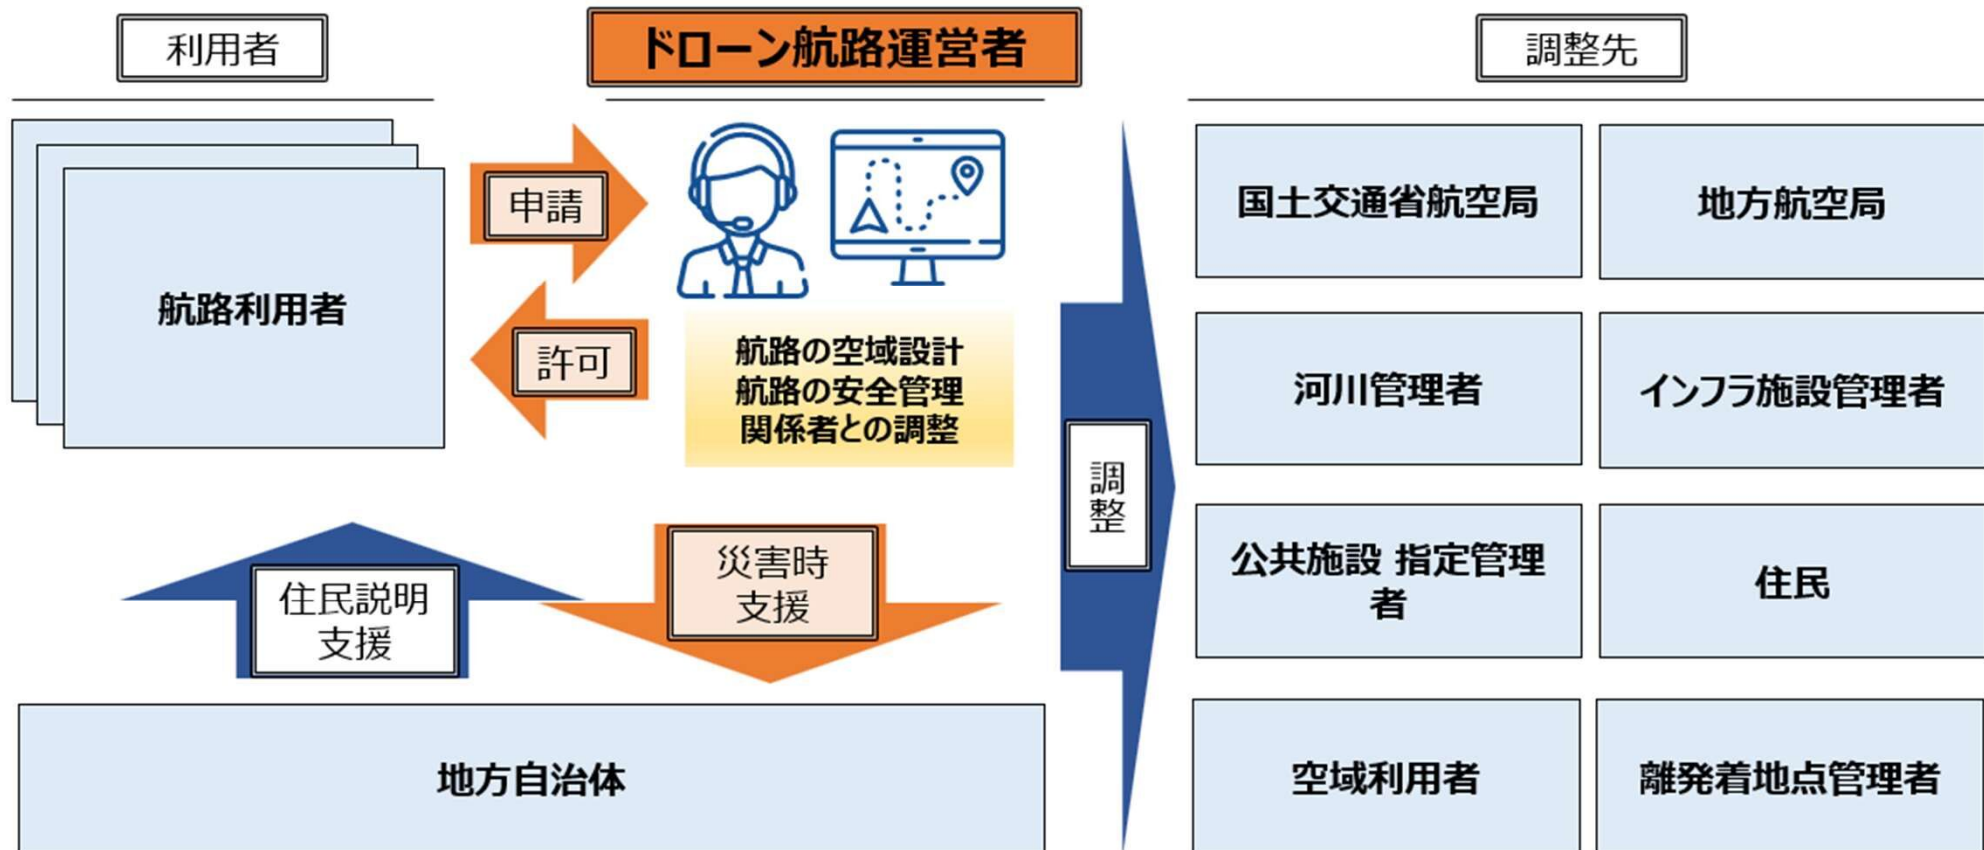 利用者
ドローン航路運営者
調整先
航路利用者
申請
許可
航路の空域設計
航路の安全管理
関係者との調整
住民説明
支援
災害時
支援
地方自治体
調
整
国土交通省航空局
地方航空局
河川管理者
インフラ施設管理者
公共施設 指定管理
者
住民
空域利用者
離発着地点管理者